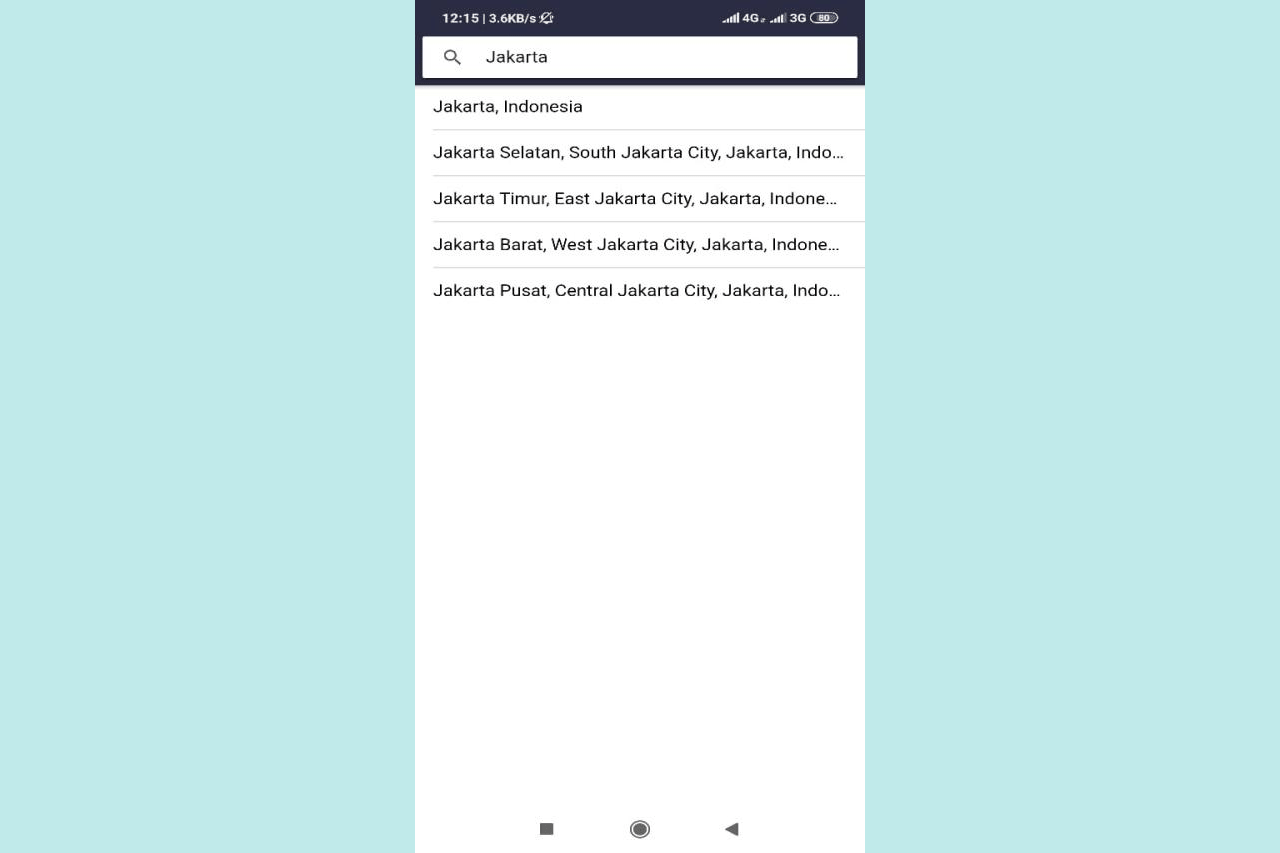 12:15 | 3.6KB/s 4G 3G 80
Jakarta
Jakarta, Indonesia
Jakarta Selatan, South Jakarta City, Jakarta, Indo...
Jakarta Timur, East Jakarta City, Jakarta, Indone...
Jakarta Barat, West Jakarta City, Jakarta, Indone...
Jakarta Pusat, Central Jakarta City, Jakarta, Indo...